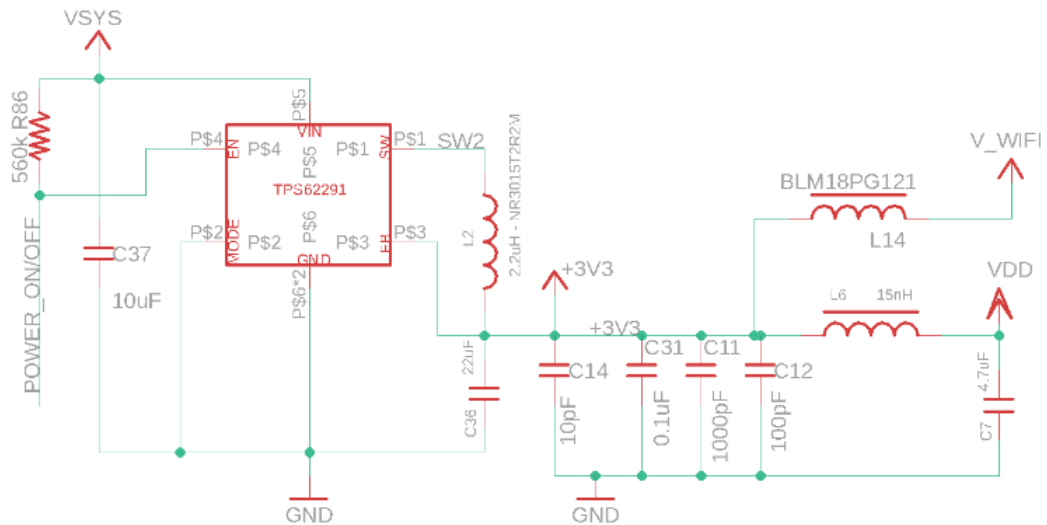 VSYS
560k R86
POWER_ON/OFF
C37
10uF
P$5
VIN
P$4
EN
P$4
P$5
P$1
SW
P$1
SW2
TPS62291
P$2
MODE
P$2
P$6
P$3
FB
P$3
GND
P$6*2
GND
L2
2.2uH - NR3015T2R2M
22uF
C36
+3V3
+3V3
C14
10pF
C31
0.1uF
C11
1000pF
C12
100pF
GND
BLM18PG121
L14
V_WIFI
L6
15nH
VDD
4.7uF
C7